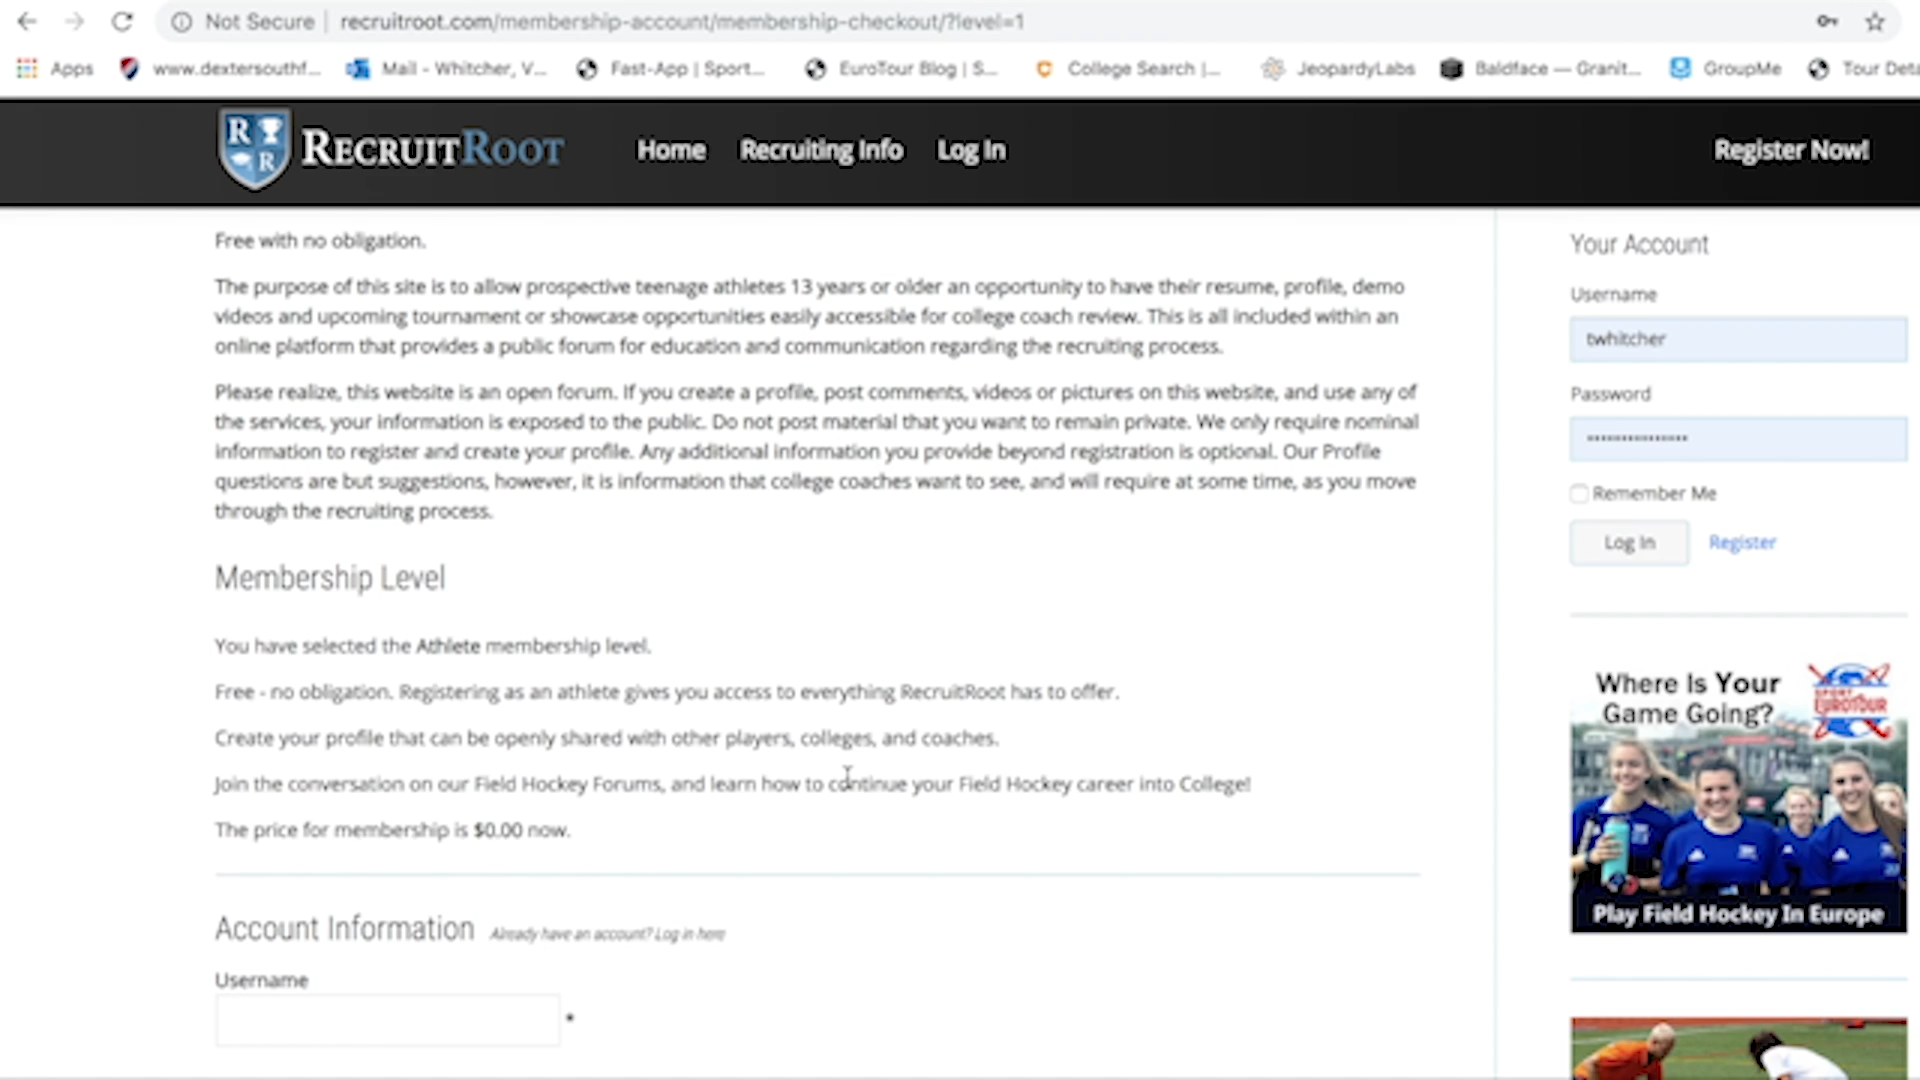 Not Secure | recruitroot.com/membership-account/membership-checkout/?level=1
Apps www.dextersouthf... Mail - Whitcher, V... Fast-App | Sport... EuroTour Blog | S... College Search |... JeopardyLabs Baldface — Granit... GroupMe Tour Deta
R R RECRUITROOT Home Recruiting Info Log In Register Now!
Free with no obligation.
The purpose of this site is to allow prospective teenage athletes 13 years or older an opportunity to have their resume, profile, demo
videos and upcoming tournament or showcase opportunities easily accessible for college coach review. This is all included within an
online platform that provides a public forum for education and communication regarding the recruiting process.
Please realize, this website is an open forum. If you create a profile, post comments, videos or pictures on this website, and use any of
the services, your information is exposed to the public. Do not post material that you want to remain private. We only require nominal
information to register and create your profile. Any additional information you provide beyond registration is optional. Our Profile
questions are but suggestions, however, it is information that college coaches want to see, and will require at some time, as you move
through the recruiting process.
Membership Level
You have selected the Athlete membership level.
Free - no obligation. Registering as an athlete gives you access to everything RecruitRoot has to offer.
Create your profile that can be openly shared with other players, colleges, and coaches.
Join the conversation on our Field Hockey Forums, and learn how to continue your Field Hockey career into College!
The price for membership is $0.00 now.
Account Information Already have an account? Log in here
Username
*
Your Account
Username
twhitcher
Password
••••••••••••••••
Remember Me
Log In Register
Where Is Your
Game Going?
SPORT
EUROTOUR
Play Field Hockey In Europe